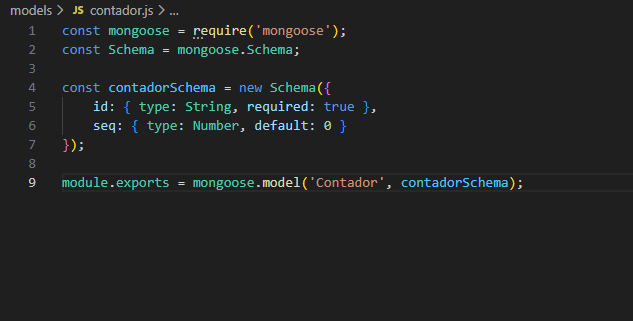 models > JS contador.js > ...
1 const mongoose = require('mongoose');
2 const Schema = mongoose.Schema;
3
4 const contadorSchema = new Schema({
5     id: { type: String, required: true },
6     seq: { type: Number, default: 0 }
7 });
8
9 module.exports = mongoose.model('Contador', contadorSchema);